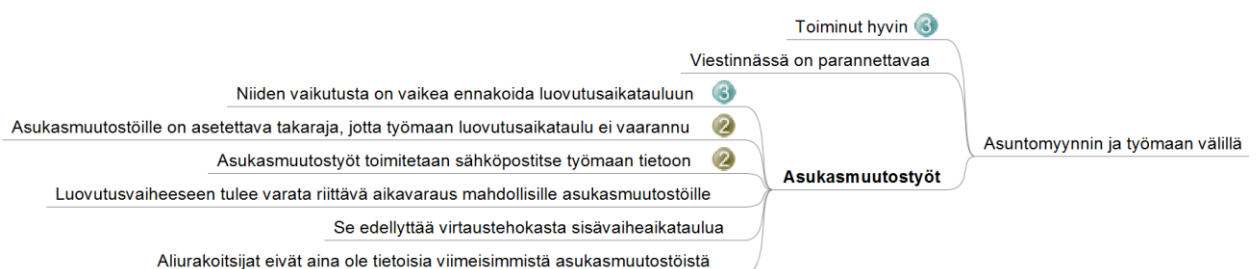 Toiminut hyvin 3
Viestinnässä on parannettavaa
Niiden vaikutusta on vaikea ennakoida luovutusaikatauluun 3
Asukasmuutostöille on asetettava takaraja, jotta työmaan luovutusaikataulu ei vaarannu 2
Asuntomyynnin ja työmaan välillä
Asukasmuutostyöt toimitetaan sähköpostitse työmaan tietoon 2
Asukasmuutostyöt
Luovutusvaiheeseen tulee varata riittävä aikavaraus mahdollisille asukasmuutostöille
Se edellyttää virtaustehokasta sisävaiheaikataulua
Aliurakoitsijat eivät aina ole tietoisia viimeisimmistä asukasmuutostöistä